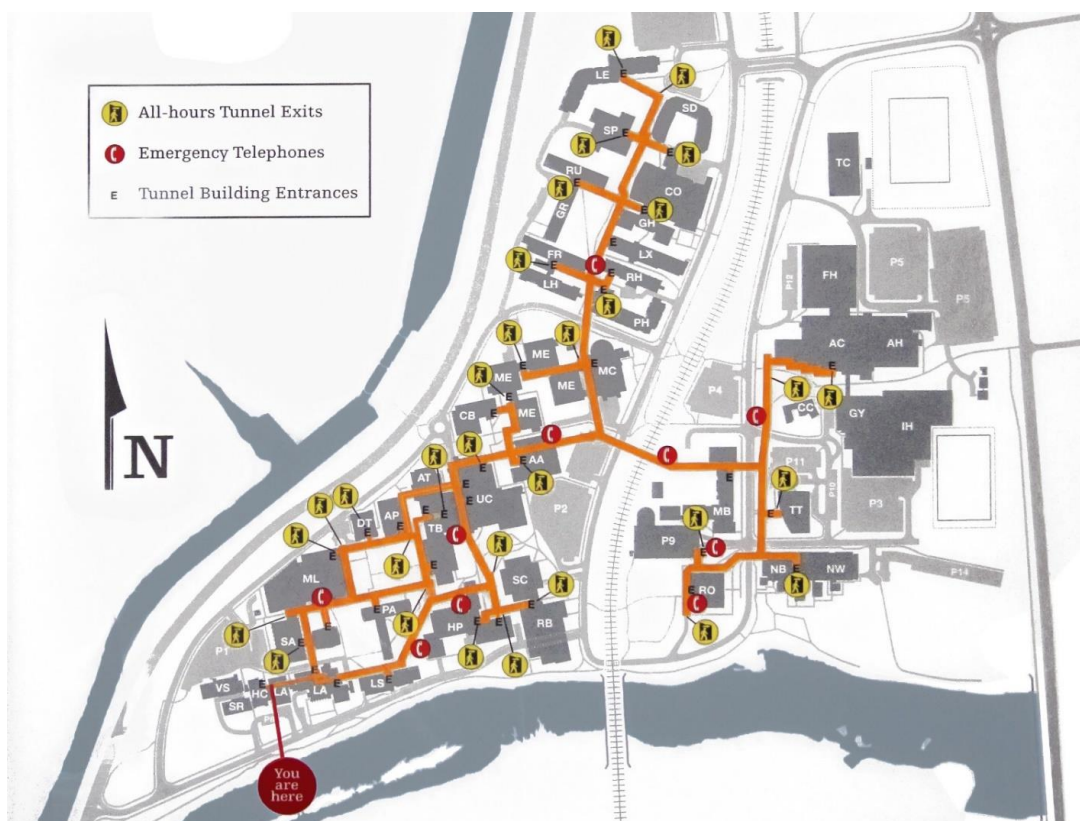 All-hours Tunnel Exits
Emergency Telephones
E Tunnel Building Entrances
N
LE
SD
SP
RU
CO
GR
GH
LX
FR
RH
LH
PH
TC
P12
FH
P5
P6
AC
AH
ME
ME
ME
MC
ME
CB
P4
CC
GY
IH
AA
AT
UC
P11
P10
P3
P2
TT
AP
DT
TB
MB
P9
ML
SC
NB
NW
P14
RO
PA
HP
RB
SA
P1
LS
VS
HC
LA
LA
SR
You
are
here